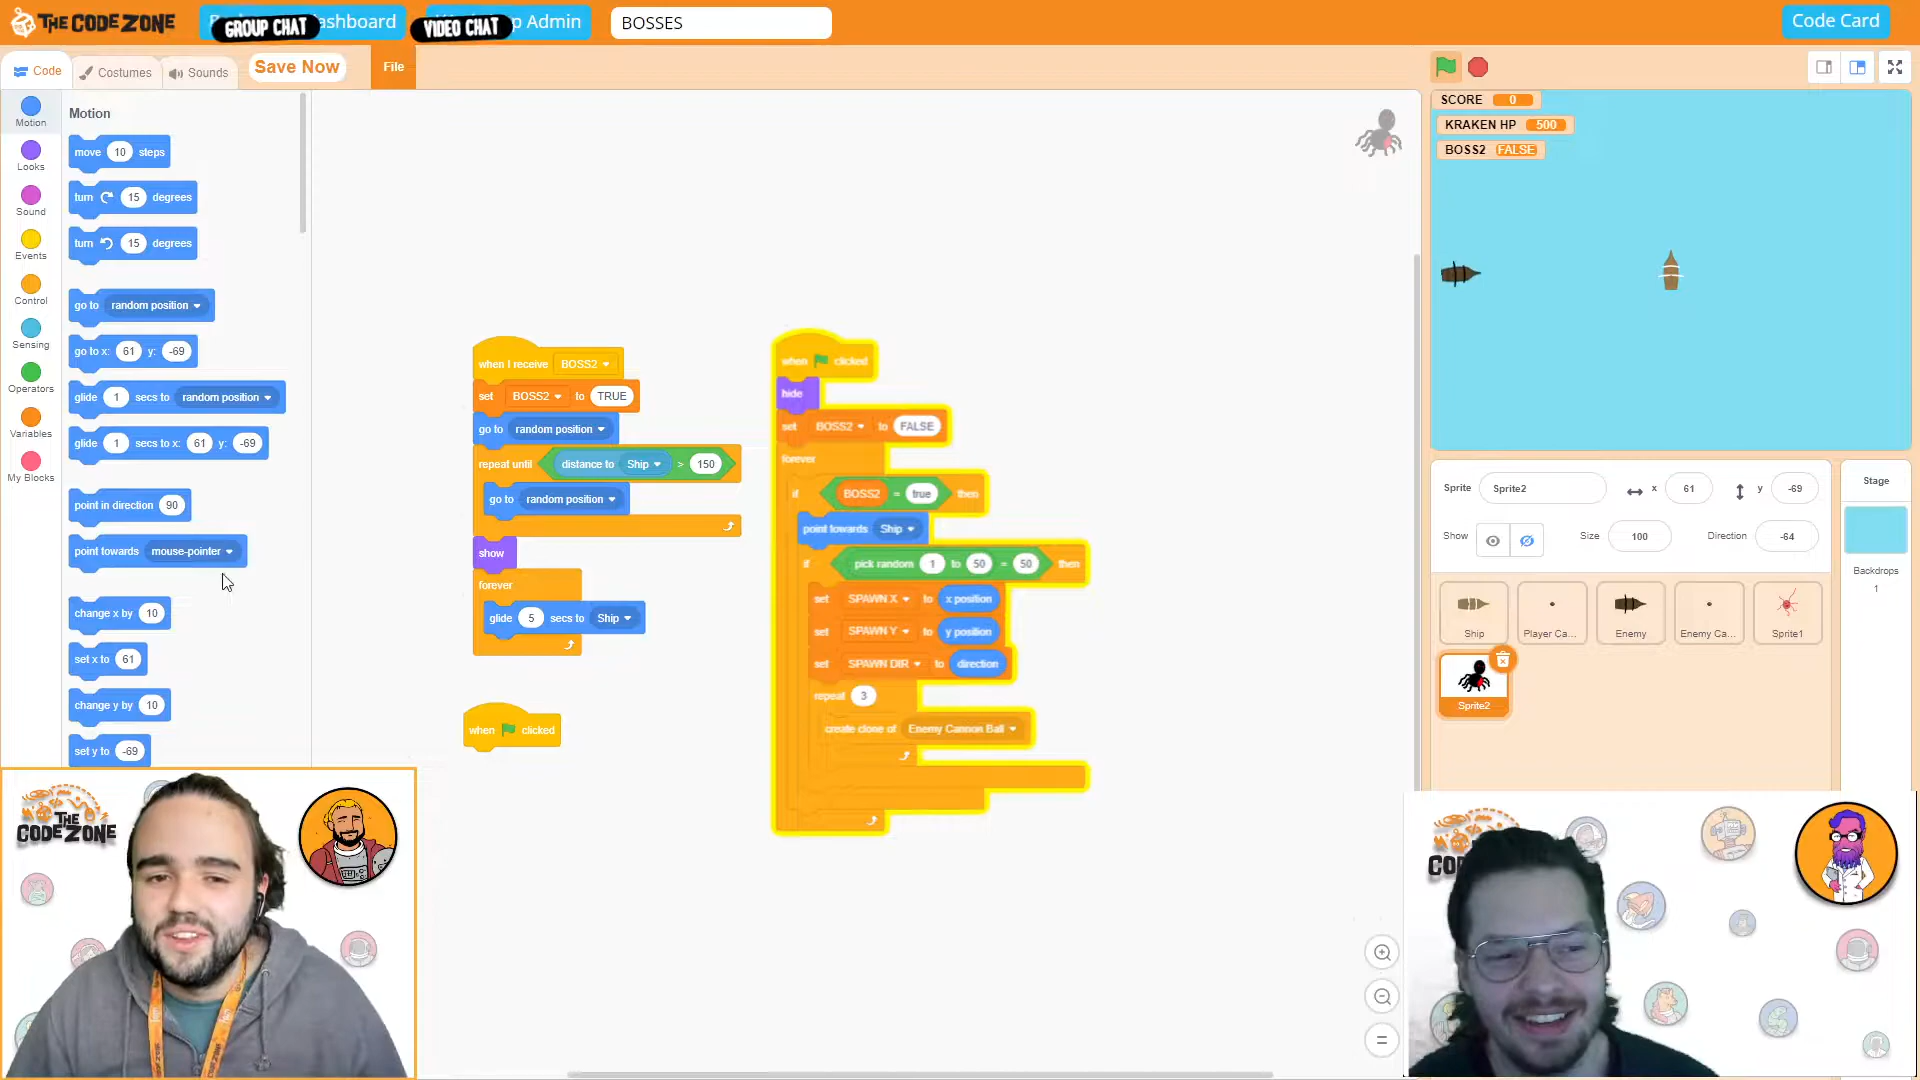 THE CODE ZONE
GROUP CHAT
ashboard
VIDEO CHAT
p Admin
BOSSES
Code Card
Code
Costumes
Sounds
Save Now
File
Motion
Looks
Sound
Events
Control
Sensing
Operators
Variables
My Blocks
Motion
move 10 steps
turn 15 degrees
turn 15 degrees
go to random position
go to x: 61 y: -69
glide 1 secs to random position
glide 1 secs to x: 61 y: -69
point in direction 90
point towards mouse-pointer
change x by 10
set x to 61
change y by 10
set y to -69
when I receive BOSS2
set BOSS2 to TRUE
go to random position
repeat until distance to Ship > 150
go to random position
show
forever
glide 5 secs to Ship
when clicked
when clicked
hide
set BOSS2 to FALSE
forever
if BOSS2 = true then
point towards Ship
if pick random 1 to 50 = 50 then
set SPAWN X to x position
set SPAWN Y to y position
set SPAWN DIR to direction
repeat 3
create clone of Enemy Cannon Ball
SCORE 0
KRAKEN HP 500
BOSS2 FALSE
Sprite Sprite2 x 61 y -69
Show Size 100 Direction -64
Ship
Player Ca...
Enemy
Enemy Ca...
Sprite1
Sprite2
Stage
Backdrops
1
THE
CODE ZONE
THE